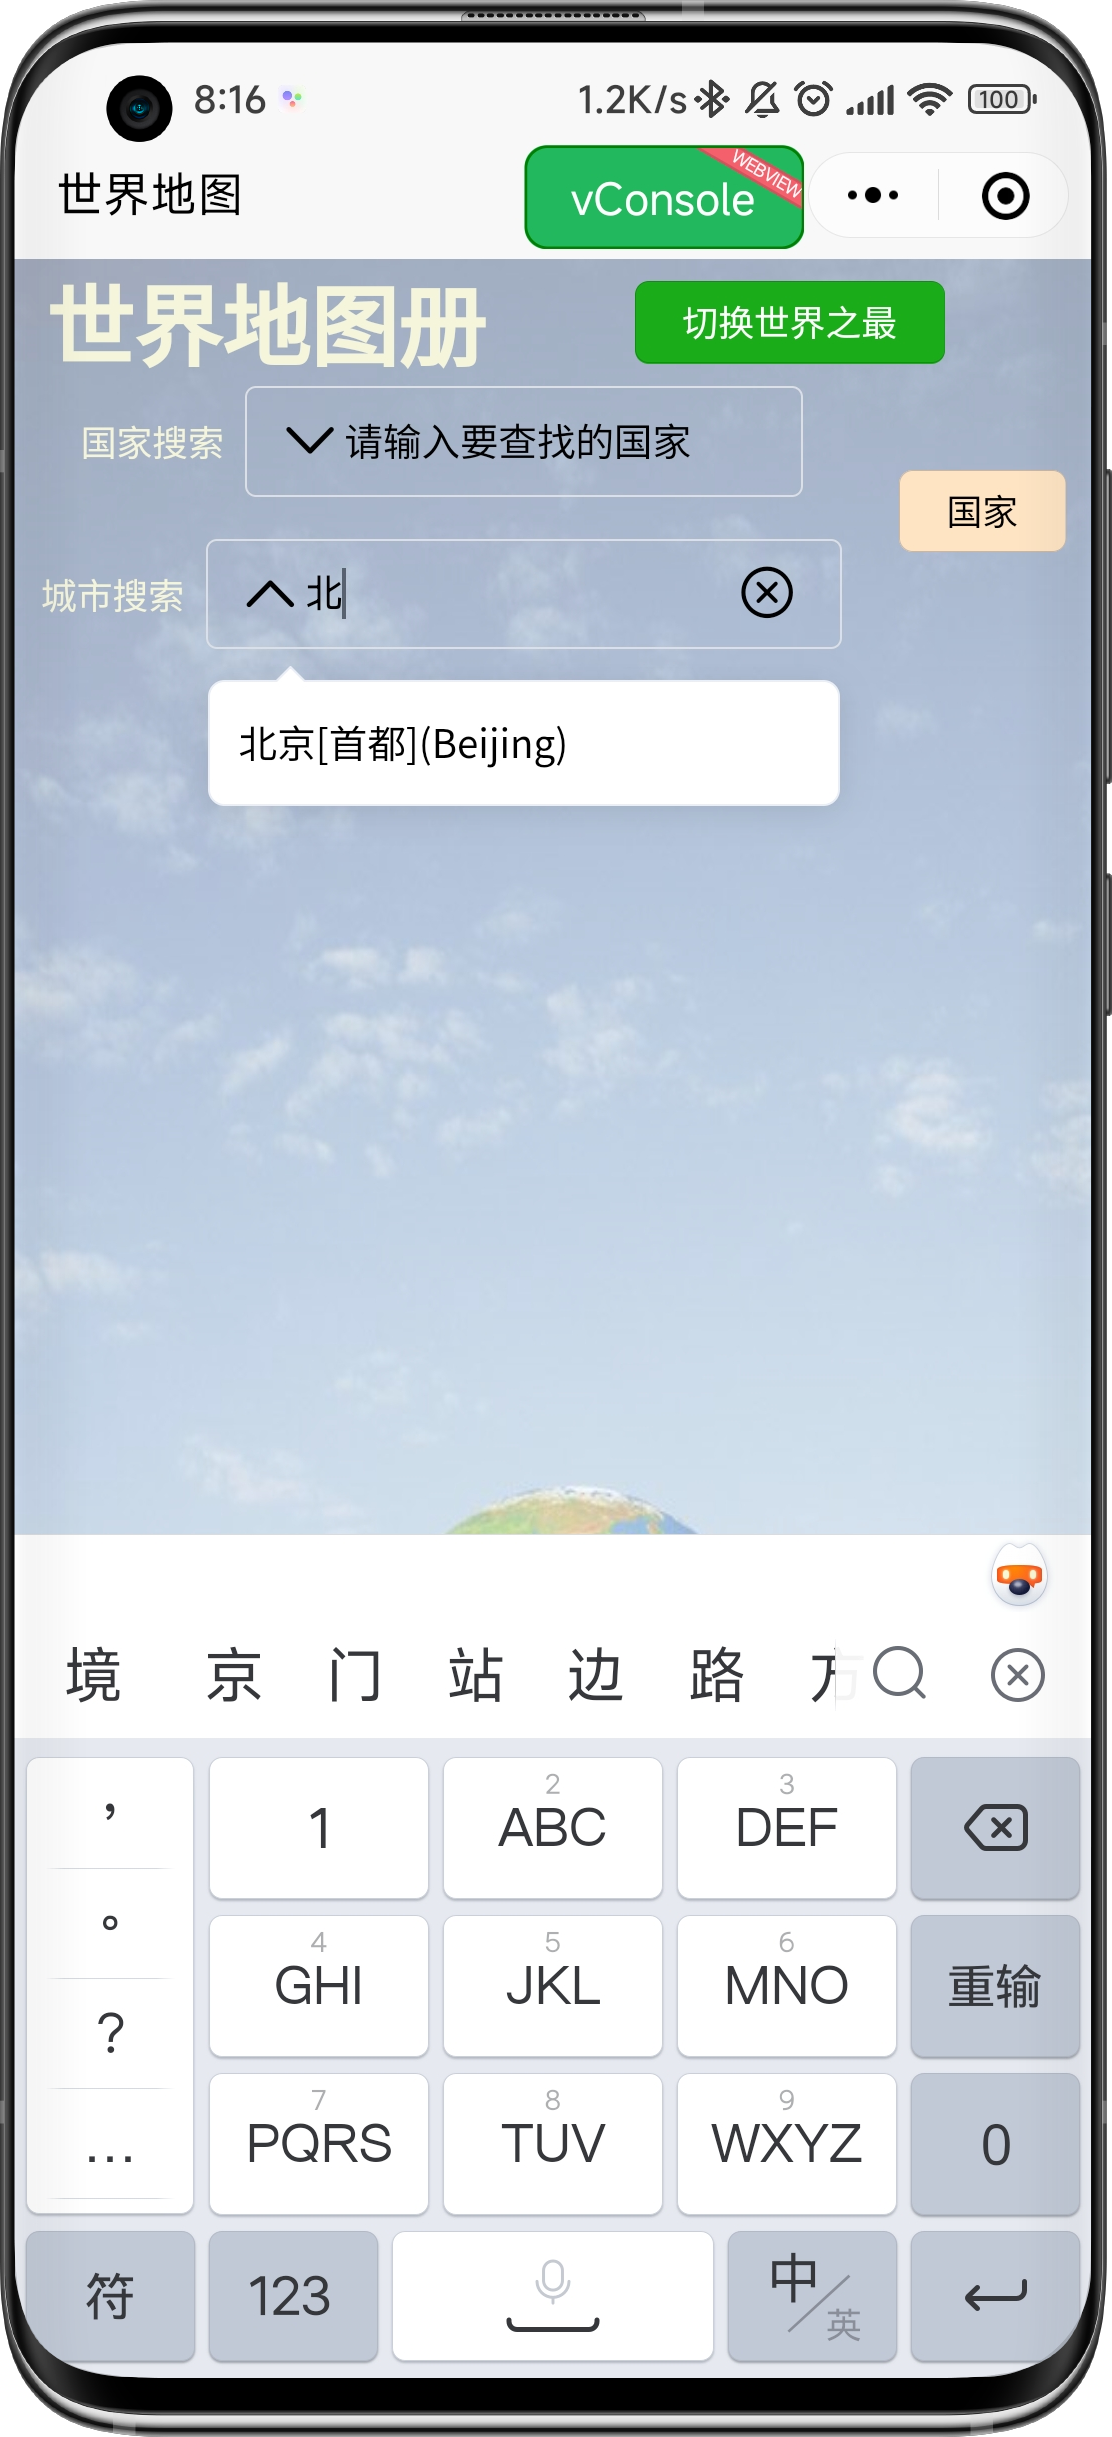 8:16
1.2K/s
100
世界地图
vConsole
WEBVIEW
世界地图册
切换世界之最
国家搜索
请输入要查找的国家
国家
城市搜索
北
北京[首都](Beijing)
境 京 门 站 边 路 方
，
1
2
ABC
3
DEF
。
4
GHI
5
JKL
6
MNO
重输
?
7
PQRS
8
TUV
9
WXYZ
0
...
符
123
中
英